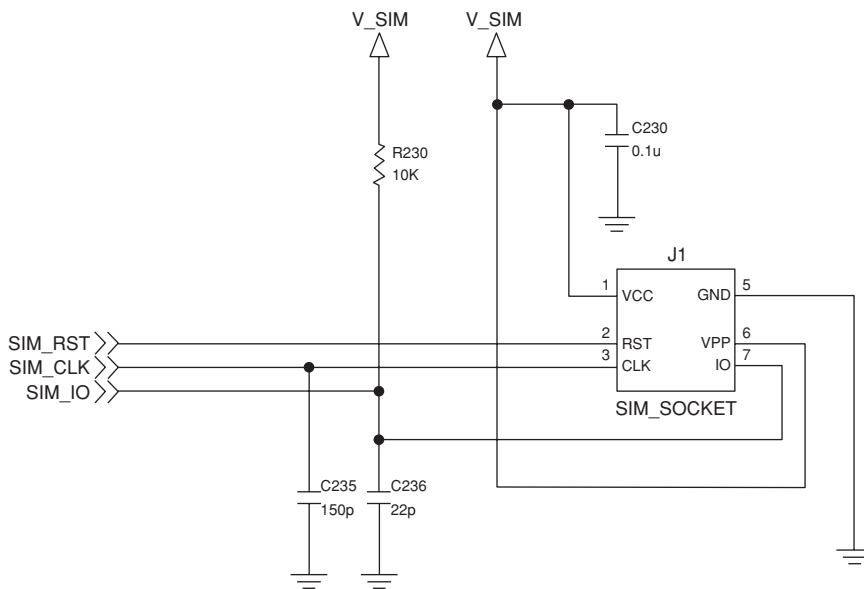 V_SIM
V_SIM
C230
0.1u
R230
10K
J1
1
VCC
GND
5
SIM_RST
2
RST
VPP
6
SIM_CLK
3
CLK
IO
7
SIM_IO
SIM_SOCKET
C235
150p
C236
22p